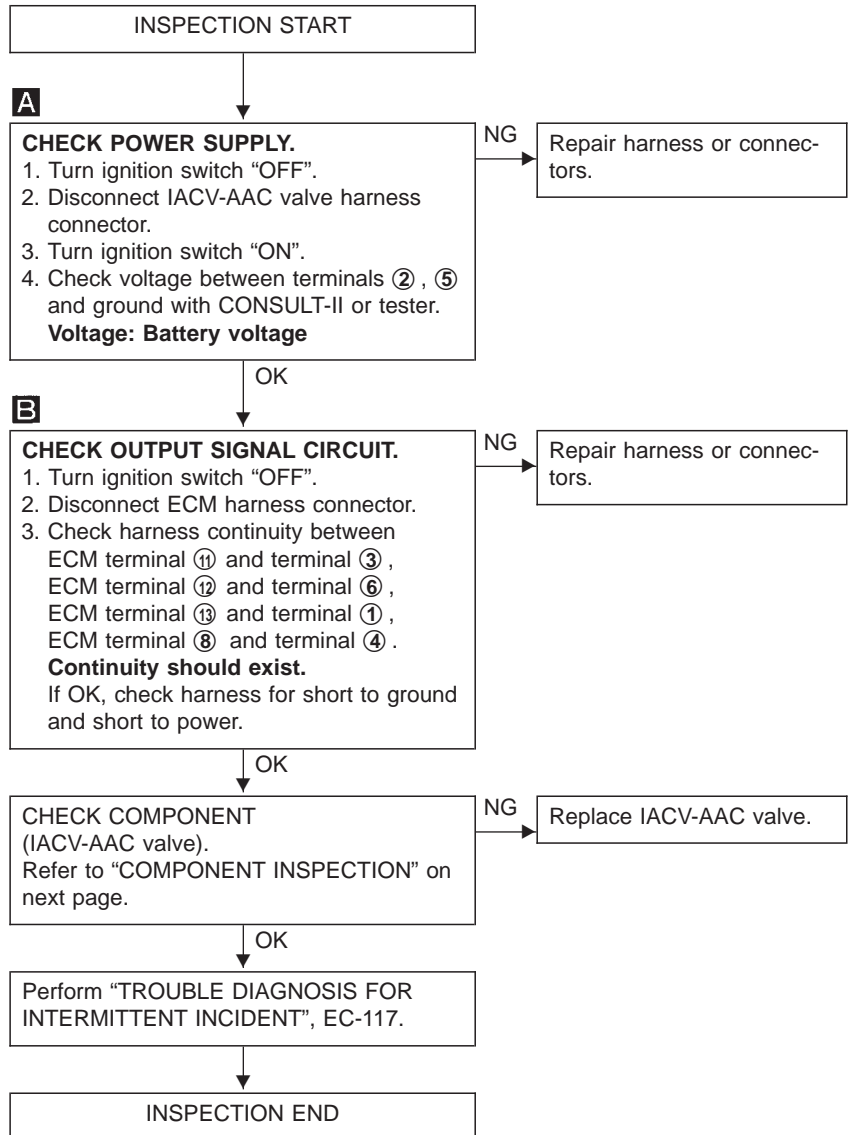 INSPECTION START
A
CHECK POWER SUPPLY.
1. Turn ignition switch “OFF”.
2. Disconnect IACV-AAC valve harness
connector.
3. Turn ignition switch “ON”.
4. Check voltage between terminals ② , ⑤
and ground with CONSULT-II or tester.
Voltage: Battery voltage
NG
Repair harness or connec-
tors.
OK
B
CHECK OUTPUT SIGNAL CIRCUIT.
1. Turn ignition switch “OFF”.
2. Disconnect ECM harness connector.
3. Check harness continuity between
ECM terminal ⑪ and terminal ③ ,
ECM terminal ⑫ and terminal ⑥ ,
ECM terminal ⑬ and terminal ① ,
ECM terminal ⑧ and terminal ④ .
Continuity should exist.
If OK, check harness for short to ground
and short to power.
NG
Repair harness or connec-
tors.
OK
CHECK COMPONENT
(IACV-AAC valve).
Refer to “COMPONENT INSPECTION” on
next page.
NG
Replace IACV-AAC valve.
OK
Perform “TROUBLE DIAGNOSIS FOR
INTERMITTENT INCIDENT”, EC-117.
INSPECTION END